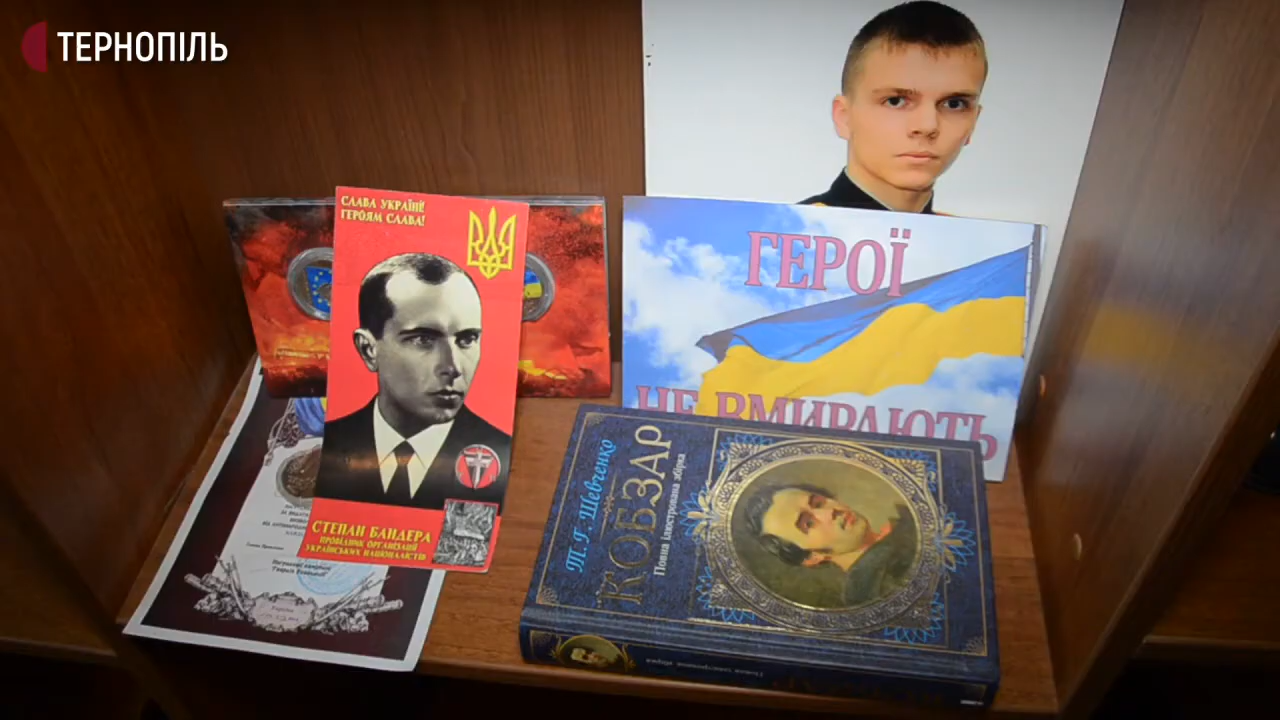 ТЕРНОПІЛЬ
СЛАВА УКРАЇНІ!
ГЕРОЯМ СЛАВА!
СТЕПАН БАНДЕРА
ПРОВІДНИК ОРГАНІЗАЦІЇ
УКРАЇНСЬКИХ НАЦІОНАЛІСТІВ
ГЕРОЇ
НЕ ВМИРАЮТЬ
Т. Г. Шевченко
КОБЗАР
Повна ілюстрована збірка